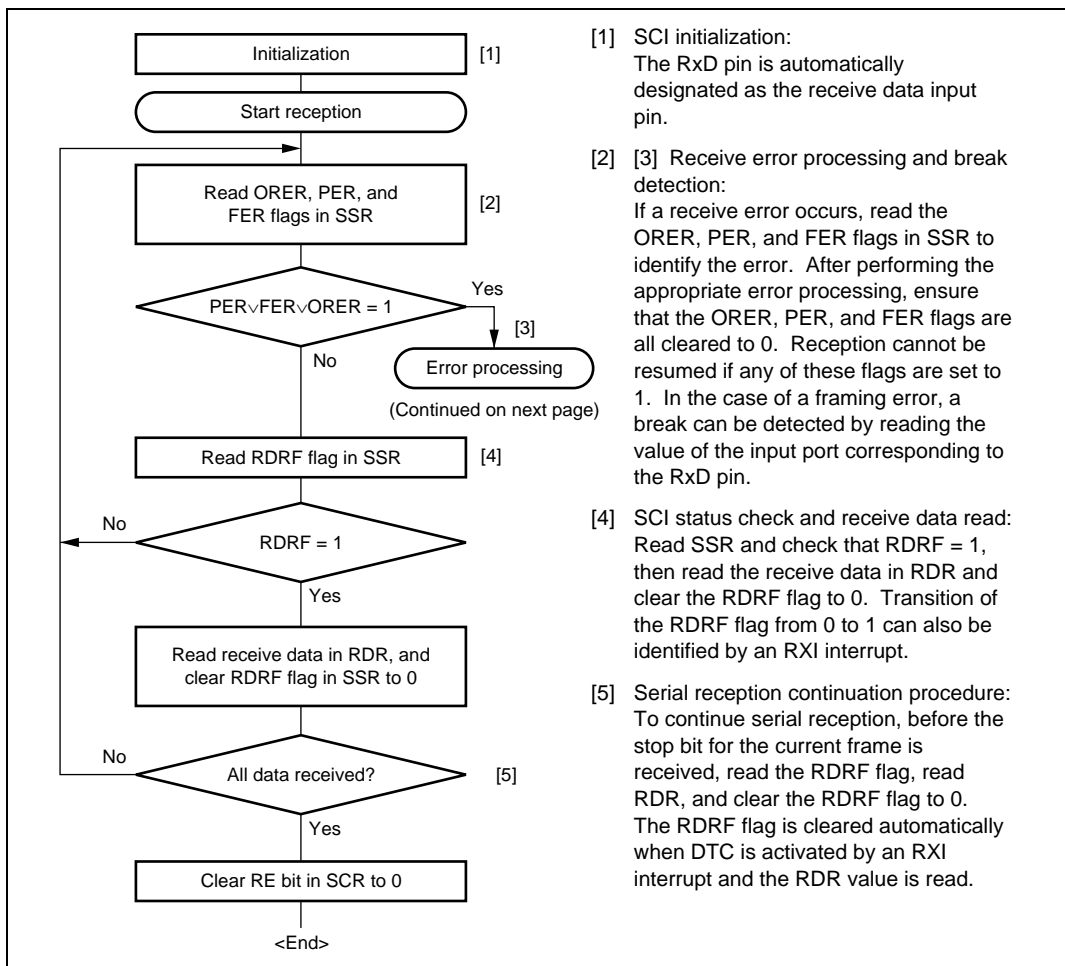 Initialization
[1]
Start reception
Read ORER, PER, and
FER flags in SSR
[2]
PER∨FER∨ORER = 1
Yes
No
[3]
Error processing
(Continued on next page)
Read RDRF flag in SSR
[4]
No
RDRF = 1
Yes
Read receive data in RDR, and
clear RDRF flag in SSR to 0
No
All data received?
[5]
Yes
Clear RE bit in SCR to 0
<End>
[1] SCI initialization:
The RxD pin is automatically
designated as the receive data input
pin.
[2] [3] Receive error processing and break
detection:
If a receive error occurs, read the
ORER, PER, and FER flags in SSR to
identify the error. After performing the
appropriate error processing, ensure
that the ORER, PER, and FER flags are
all cleared to 0. Reception cannot be
resumed if any of these flags are set to
1. In the case of a framing error, a
break can be detected by reading the
value of the input port corresponding to
the RxD pin.
[4] SCI status check and receive data read:
Read SSR and check that RDRF = 1,
then read the receive data in RDR and
clear the RDRF flag to 0. Transition of
the RDRF flag from 0 to 1 can also be
identified by an RXI interrupt.
[5] Serial reception continuation procedure:
To continue serial reception, before the
stop bit for the current frame is
received, read the RDRF flag, read
RDR, and clear the RDRF flag to 0.
The RDRF flag is cleared automatically
when DTC is activated by an RXI
interrupt and the RDR value is read.